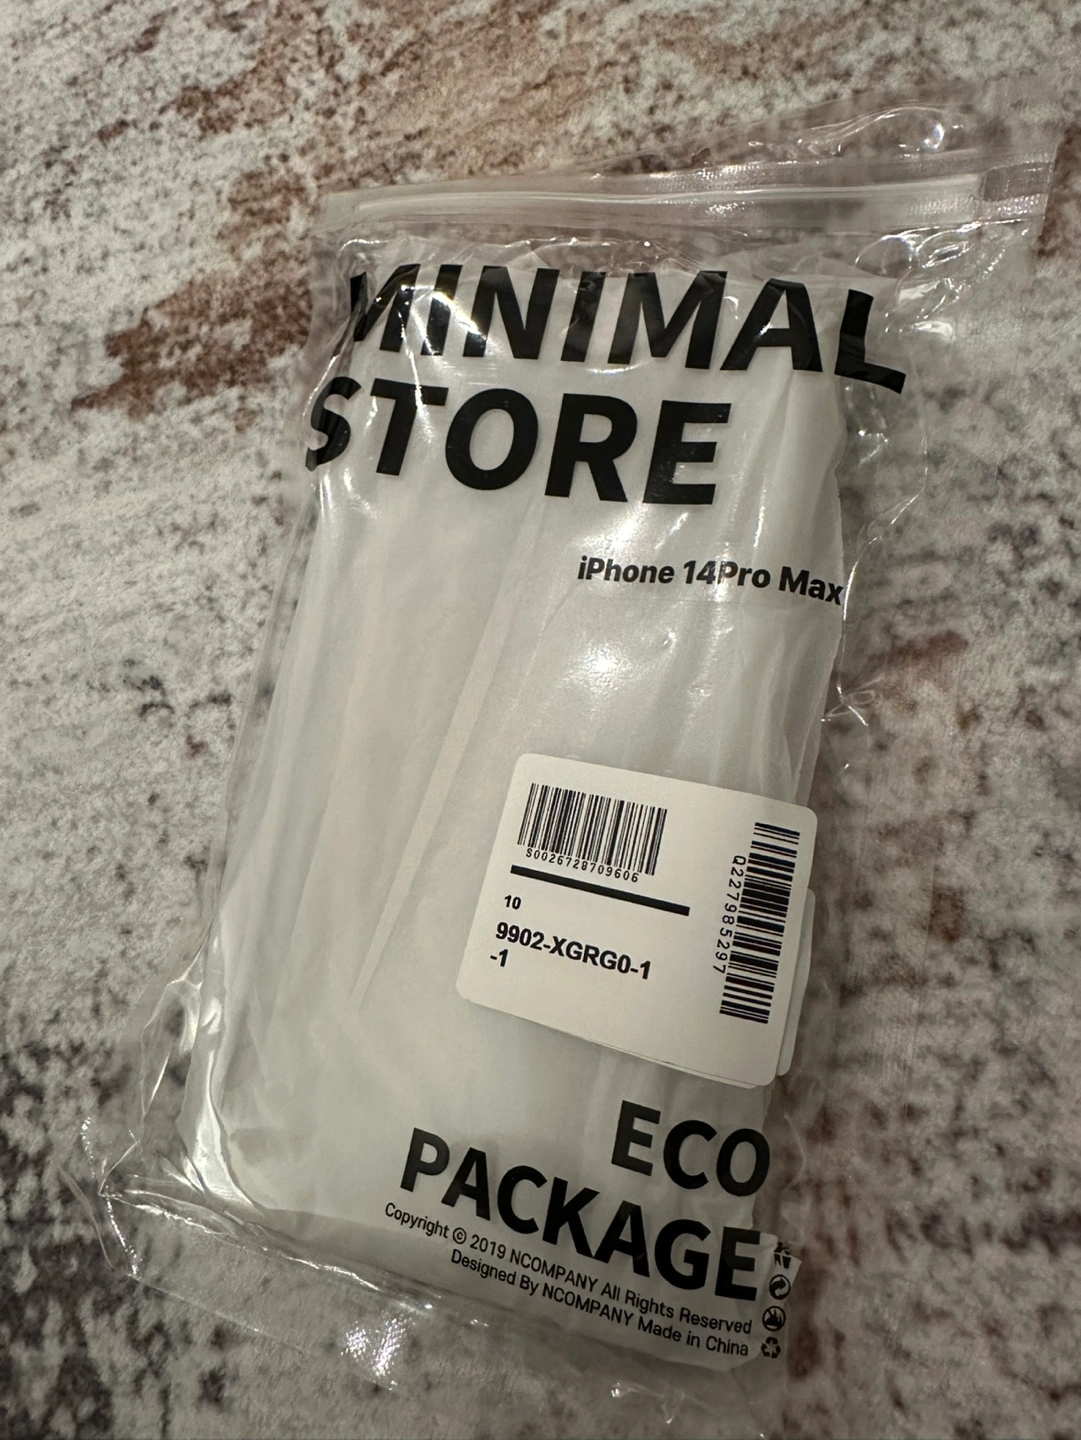 MINIMAL
STORE
iPhone 14Pro Max
S0026728709606
Q227985297
10
9902-XGRG0-1
-1
ECO
PACKAGE
Copyright © 2019 NCOMPANY All Rights Reserved
Designed By NCOMPANY Made in China